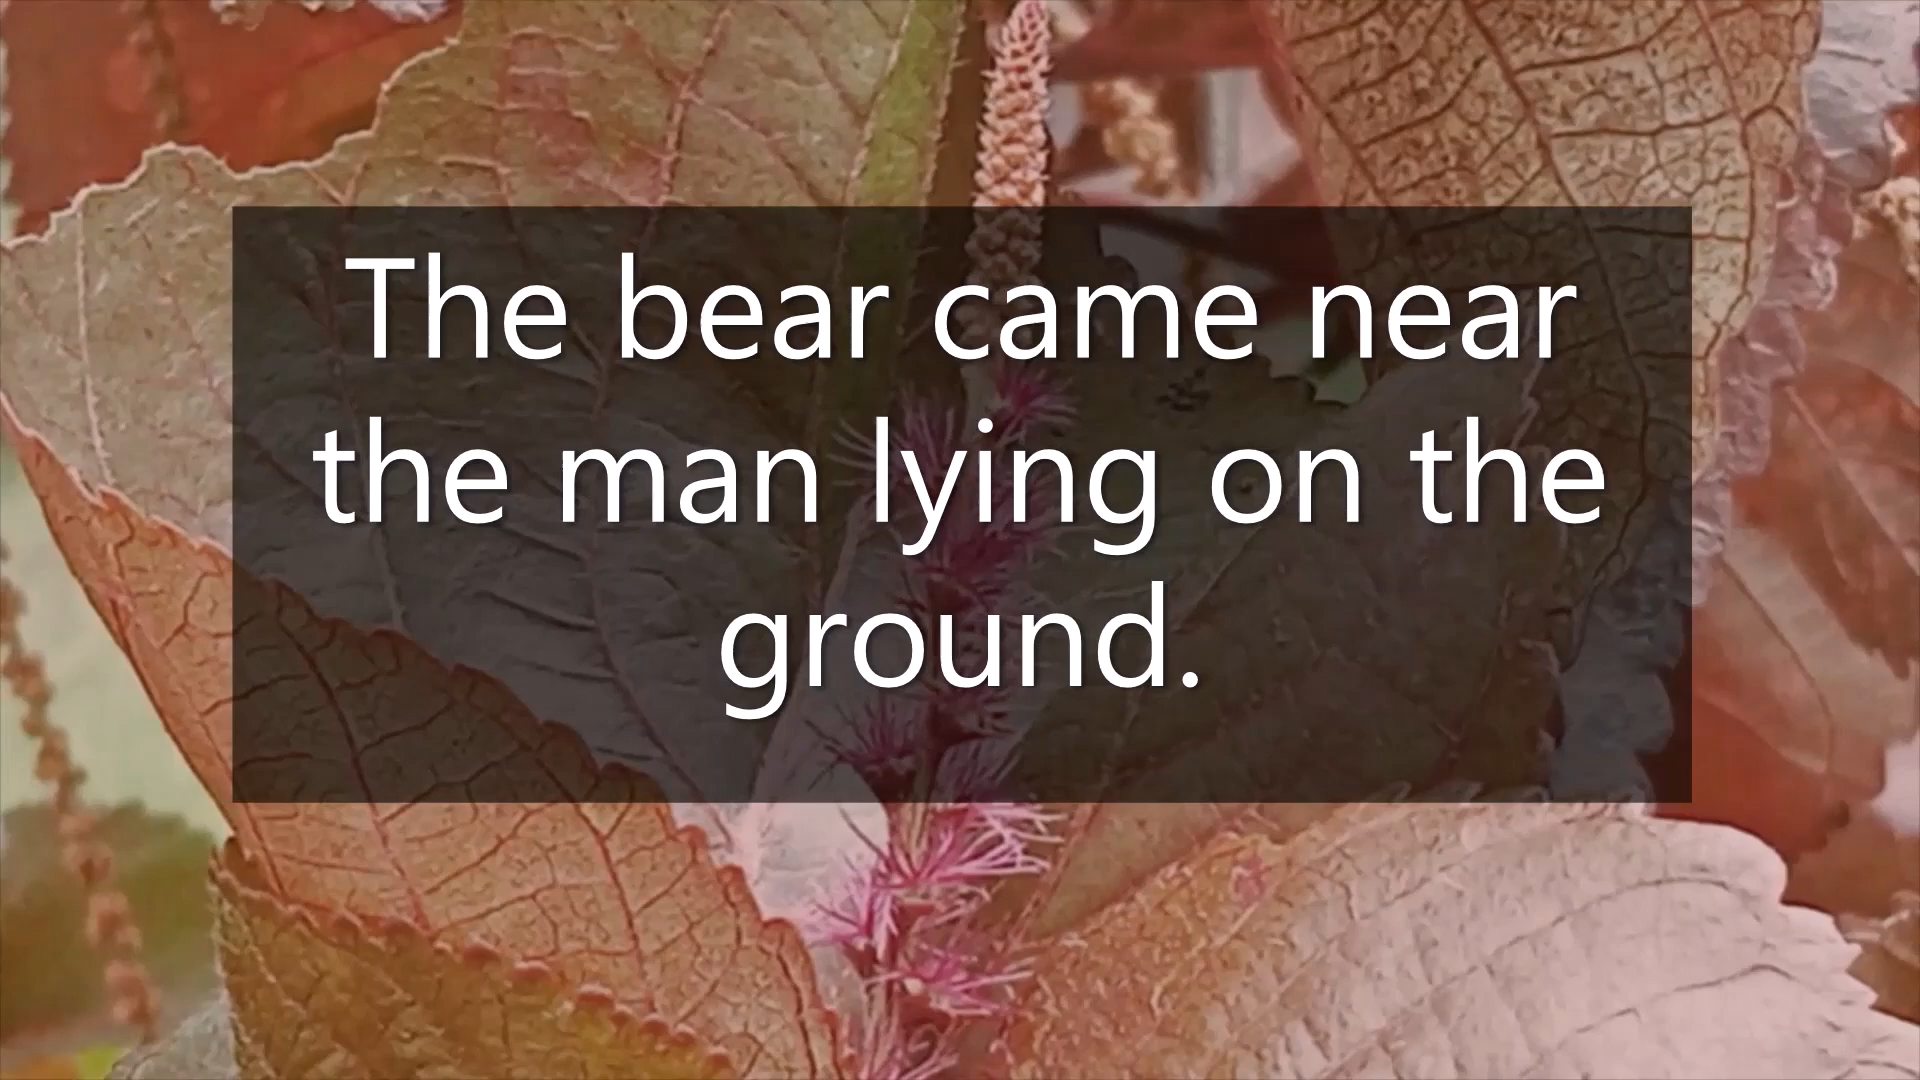 The bear came near
the man lying on the
ground.